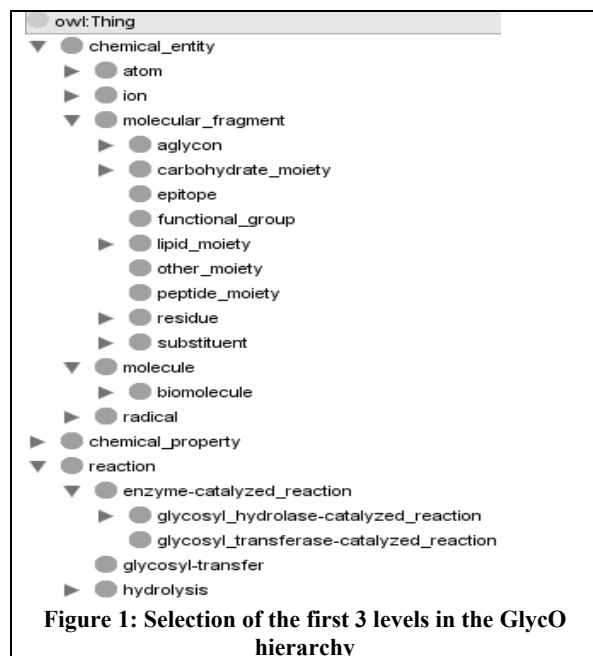 owl:Thing
chemical_entity
atom
ion
molecular_fragment
aglycon
carbohydrate_moiety
epitope
functional_group
lipid_moiety
other_moiety
peptide_moiety
residue
substituent
molecule
biomolecule
radical
chemical_property
reaction
enzyme-catalyzed_reaction
glycosyl_hydrolase-catalyzed_reaction
glycosyl_transferase-catalyzed_reaction
glycosyl-transfer
hydrolysis
Figure 1: Selection of the first 3 levels in the GlycO
hierarchy